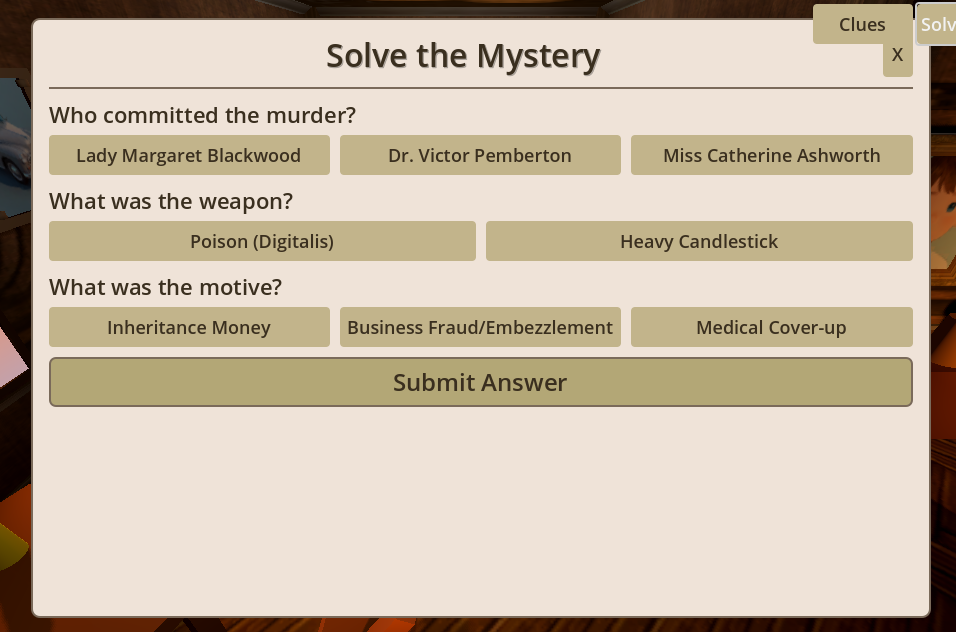 Clues
Solv
Solve the Mystery
X
Who committed the murder?
Lady Margaret Blackwood
Dr. Victor Pemberton
Miss Catherine Ashworth
What was the weapon?
Poison (Digitalis)
Heavy Candlestick
What was the motive?
Inheritance Money
Business Fraud/Embezzlement
Medical Cover-up
Submit Answer